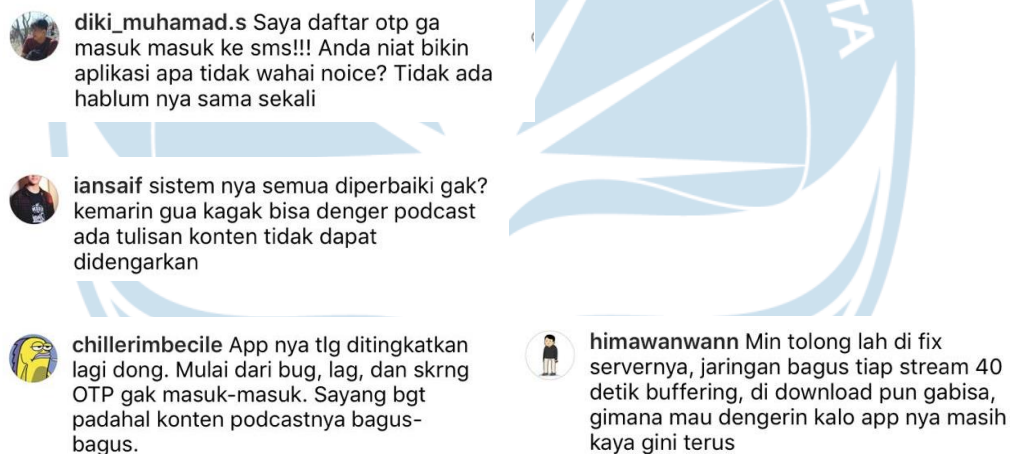 diki_muhamad.s Saya daftar otp ga
masuk masuk ke sms!!! Anda niat bikin
aplikasi apa tidak wahai noice? Tidak ada
hablum nya sama sekali
iansaif sistem nya semua diperbaiki gak?
kemarin gua kagak bisa denger podcast
ada tulisan konten tidak dapat
didengarkan
chillerimbecile App nya tlg ditingkatkan
lagi dong. Mulai dari bug, lag, dan skrng
OTP gak masuk-masuk. Sayang bgt
padahal konten podcastnya bagus-
bagus.
himawanwann Min tolong lah di fix
servernya, jaringan bagus tiap stream 40
detik buffering, di download pun gabisa,
gimana mau dengerin kalo app nya masih
kaya gini terus
TA